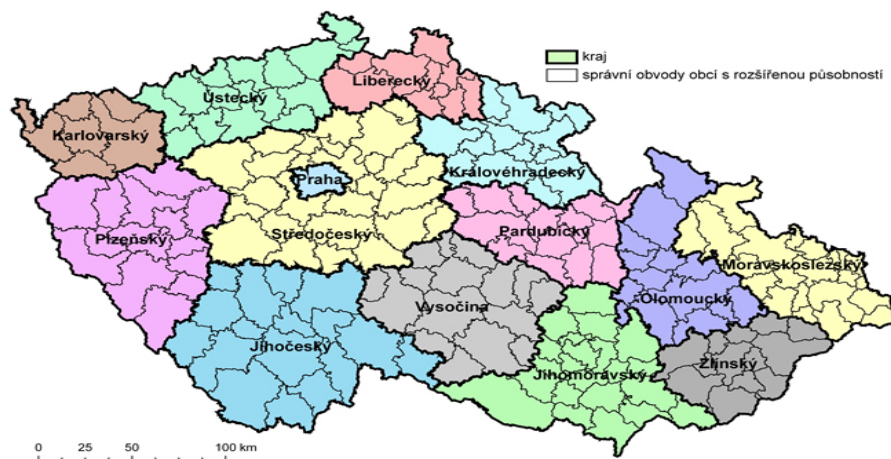 kraj
správní obvody obcí s rozšířenou působností
Liberecký
Ústecký
Karlovarský
Praha
Královéhradecký
Plzeňský
Středočeský
Pardubický
Moravskoslezský
Vysočina
Olomoucký
Jihočeský
Zlínský
Jihomoravský
0 25 50 100 km